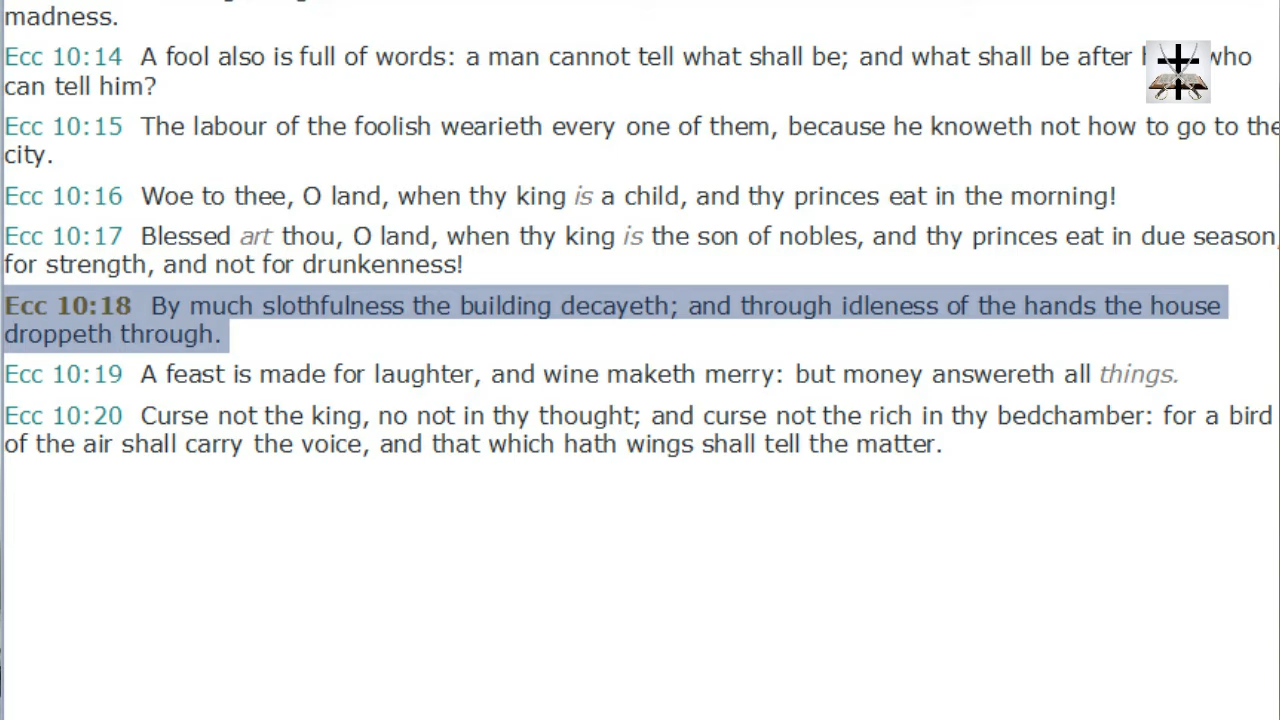 madness.
Ecc 10:14 A fool also is full of words: a man cannot tell what shall be; and what shall be after who
can tell him?
Ecc 10:15 The labour of the foolish wearieth every one of them, because he knoweth not how to go to the
city.
Ecc 10:16 Woe to thee, O land, when thy king is a child, and thy princes eat in the morning!
Ecc 10:17 Blessed art thou, O land, when thy king is the son of nobles, and thy princes eat in due season,
for strength, and not for drunkenness!
Ecc 10:18 By much slothfulness the building decayeth; and through idleness of the hands the house
droppeth through.
Ecc 10:19 A feast is made for laughter, and wine maketh merry: but money answereth all things.
Ecc 10:20 Curse not the king, no not in thy thought; and curse not the rich in thy bedchamber: for a bird
of the air shall carry the voice, and that which hath wings shall tell the matter.